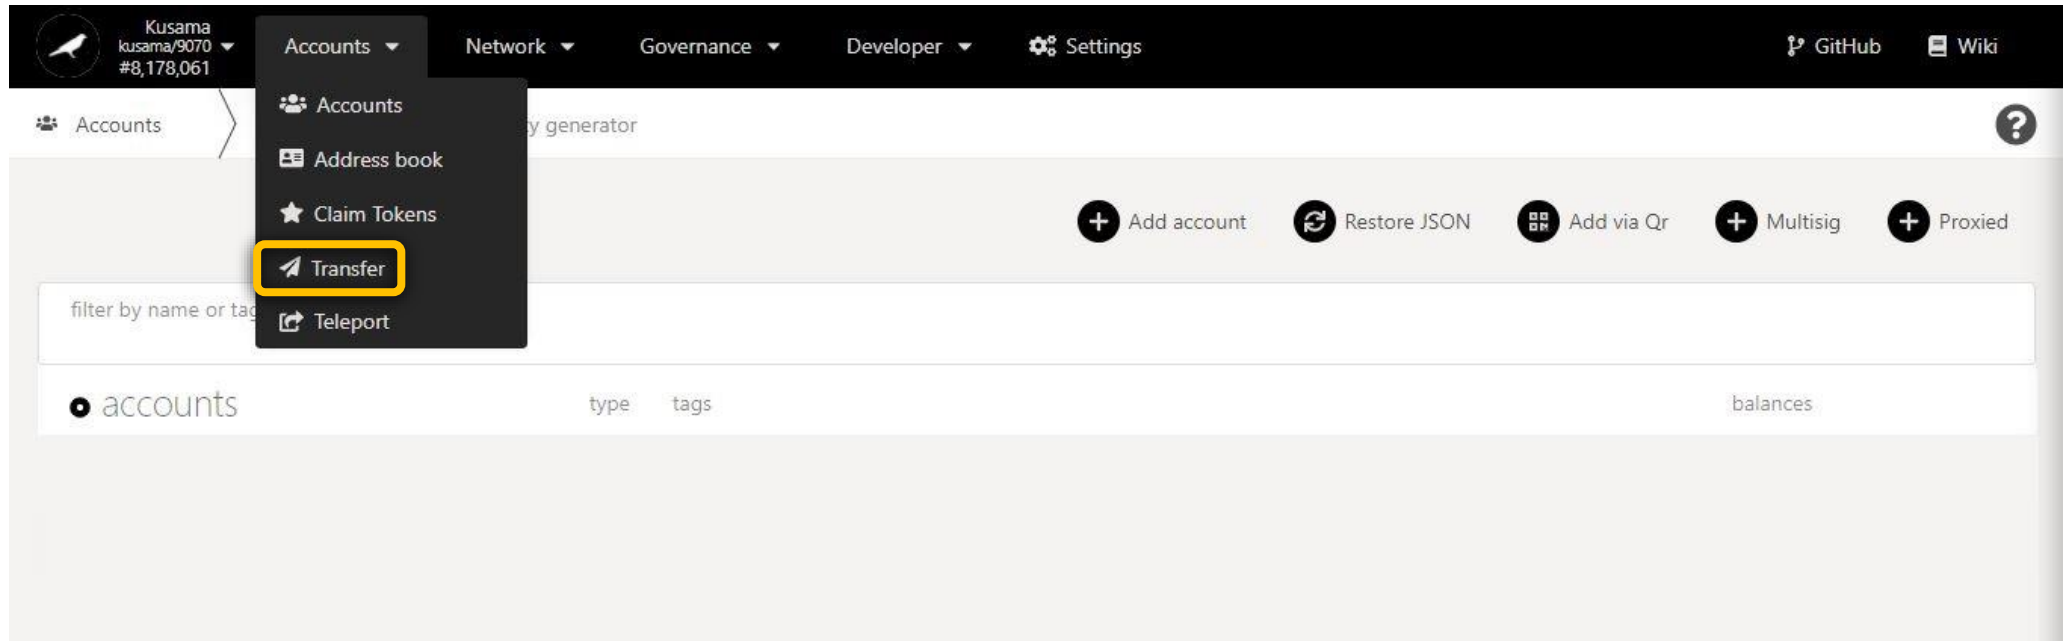 Kusama
kusama/9070
#8,178,061
Accounts
Network
Governance
Developer
Settings
GitHub
Wiki
Accounts
generator
Accounts
Address book
Claim Tokens
Transfer
Teleport
Add account
Restore JSON
Add via Qr
Multisig
Proxied
filter by name or
accounts
type
tags
balances